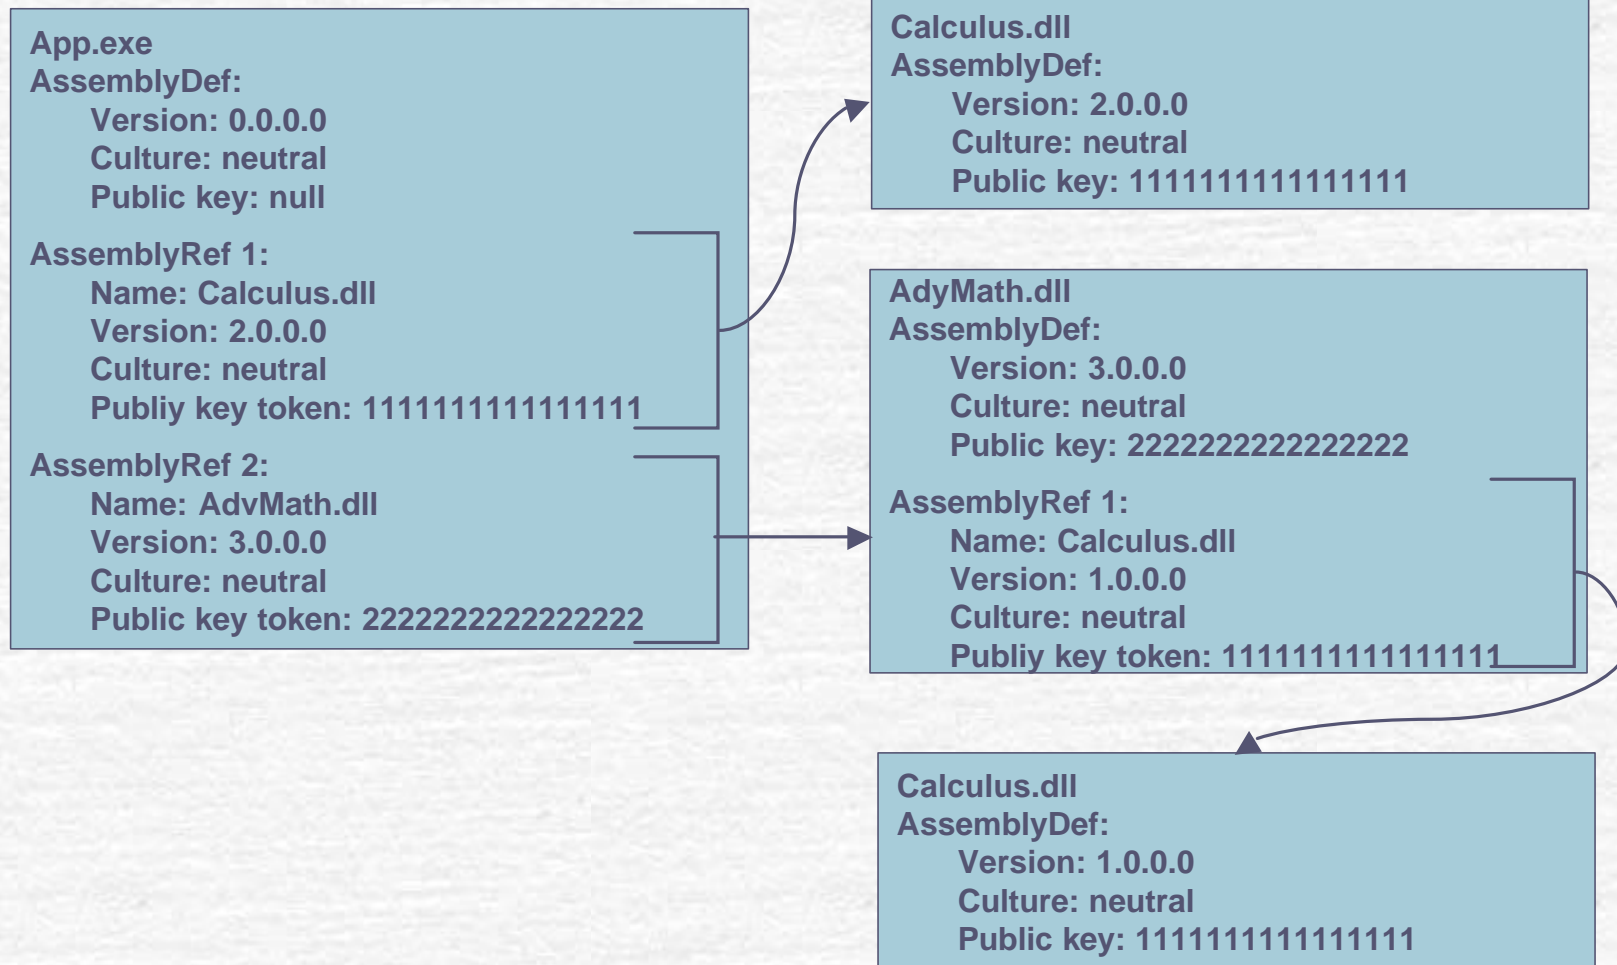 App.exe
AssemblyDef:
Version: 0.0.0.0
Culture: neutral
Public key: null
AssemblyRef 1:
Name: Calculus.dll
Version: 2.0.0.0
Culture: neutral
Publiy key token: 1111111111111111
AssemblyRef 2:
Name: AdvMath.dll
Version: 3.0.0.0
Culture: neutral
Public key token: 2222222222222222
Calculus.dll
AssemblyDef:
Version: 2.0.0.0
Culture: neutral
Public key: 1111111111111111
AdyMath.dll
AssemblyDef:
Version: 3.0.0.0
Culture: neutral
Public key: 2222222222222222
AssemblyRef 1:
Name: Calculus.dll
Version: 1.0.0.0
Culture: neutral
Publiy key token: 1111111111111111
Calculus.dll
AssemblyDef:
Version: 1.0.0.0
Culture: neutral
Public key: 1111111111111111